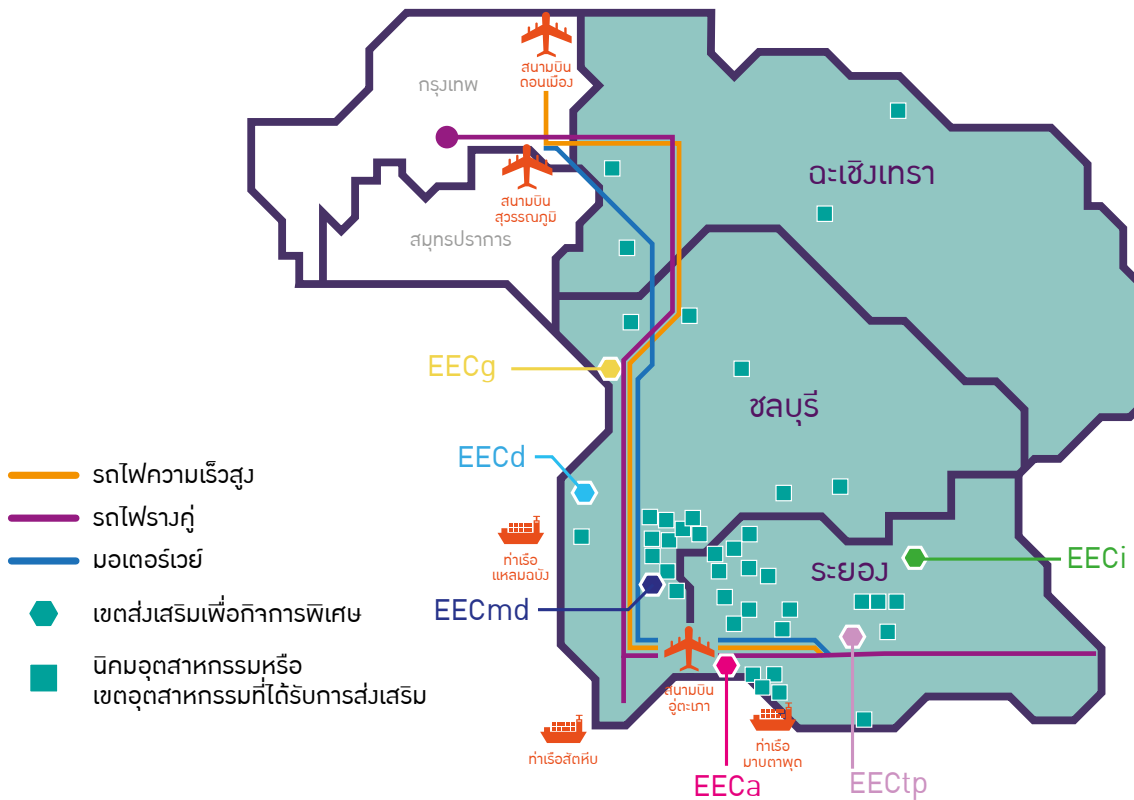 สนามบิน
ดอนเมือง
กรุงเทพ
ฉะเชิงเทรา
สนามบิน
สุวรรณภูมิ
สมุทรปราการ
EECg
ชลบุรี
EECd
รถไฟความเร็วสูง
รถไฟรางคู่
ท่าเรือ
แหลมฉบัง
มอเตอร์เวย์
ระยอง
EECi
เขตส่งเสริมเพื่อกิจการพิเศษ
EECmd
นิคมอุตสาหกรรมหรือ
เขตอุตสาหกรรมที่ได้รับการส่งเสริม
สนามบิน
อู่ตะเภา
ท่าเรือสัตหีบ
ท่าเรือ
มาบตาพุด
EECa
EECtp